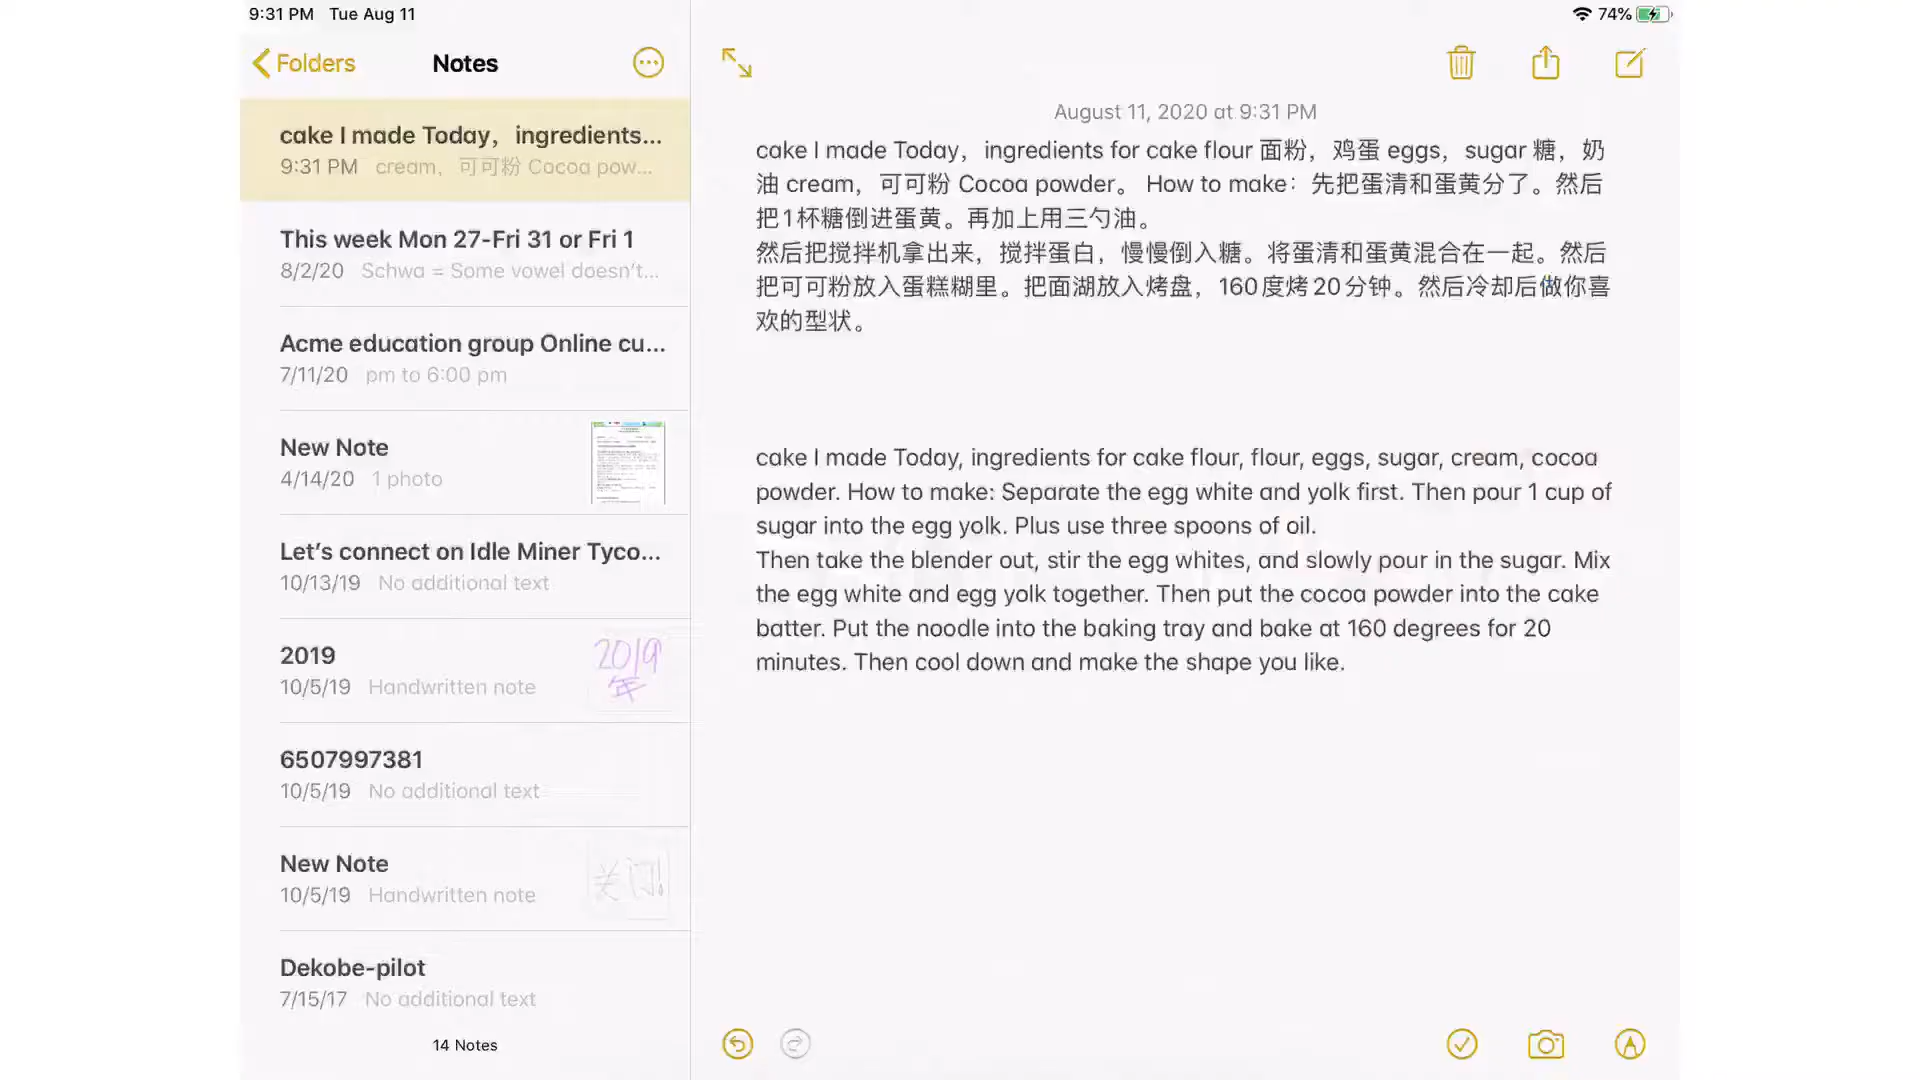 9:31 PM Tue Aug 11
74%
Folders
Notes
cake I made Today，ingredients...
9:31 PM cream，可可粉 Cocoa pow...
This week Mon 27-Fri 31 or Fri 1
8/2/20 Schwa = Some vowel doesn't...
Acme education group Online cu...
7/11/20 pm to 6:00 pm
New Note
4/14/20 1 photo
Let's connect on Idle Miner Tyco...
10/13/19 No additional text
2019
10/5/19 Handwritten note
2019
年
6507997381
10/5/19 No additional text
New Note
10/5/19 Handwritten note
Dekobe-pilot
7/15/17 No additional text
14 Notes
August 11, 2020 at 9:31 PM
cake I made Today，ingredients for cake flour 面粉，鸡蛋 eggs，sugar 糖，奶
油 cream，可可粉 Cocoa powder。 How to make：先把蛋清和蛋黄分了。然后
把1杯糖倒进蛋黄。再加上用三勺油。
然后把搅拌机拿出来，搅拌蛋白，慢慢倒入糖。将蛋清和蛋黄混合在一起。然后
把可可粉放入蛋糕糊里。把面湖放入烤盘，160度烤20分钟。然后冷却后做你喜
欢的型状。
cake I made Today, ingredients for cake flour, flour, eggs, sugar, cream, cocoa
powder. How to make: Separate the egg white and yolk first. Then pour 1 cup of
sugar into the egg yolk. Plus use three spoons of oil.
Then take the blender out, stir the egg whites, and slowly pour in the sugar. Mix
the egg white and egg yolk together. Then put the cocoa powder into the cake
batter. Put the noodle into the baking tray and bake at 160 degrees for 20
minutes. Then cool down and make the shape you like.